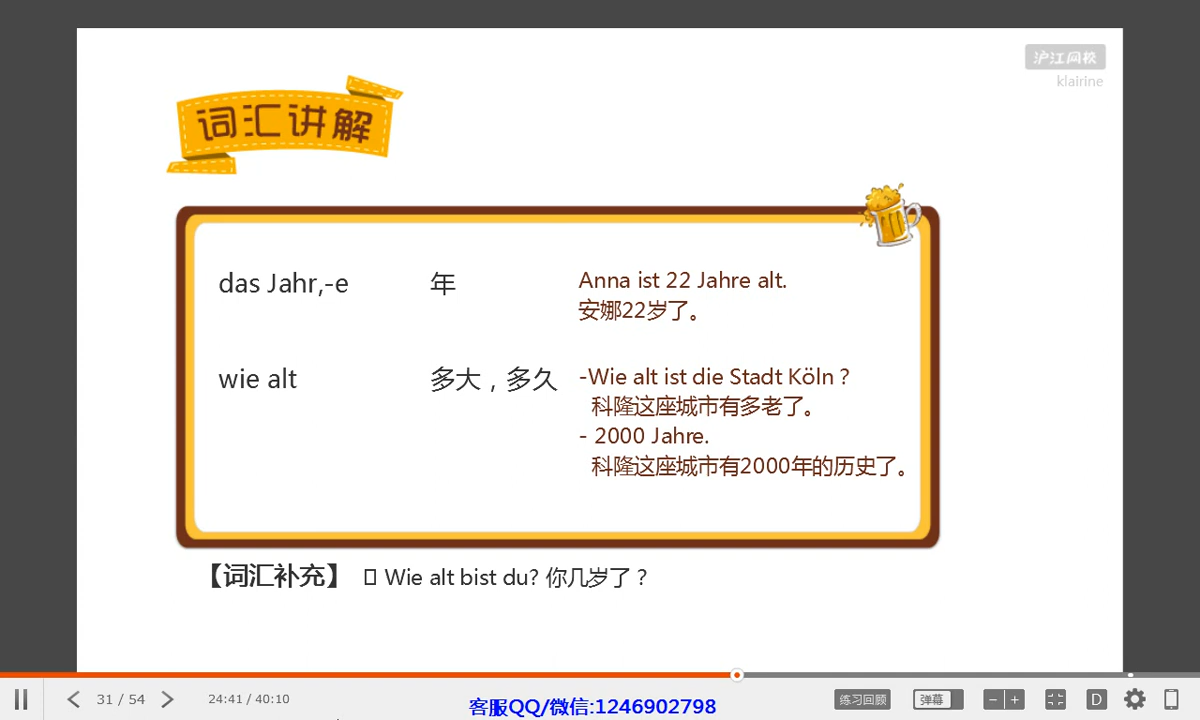 沪江网校
klairine
词汇讲解
das Jahr,-e 年 Anna ist 22 Jahre alt.
安娜22岁了。
wie alt 多大，多久 -Wie alt ist die Stadt Köln？
科隆这座城市有多老了。
- 2000 Jahre.
科隆这座城市有2000年的历史了。
【词汇补充】 Wie alt bist du? 你几岁了？
31 / 54 24:41 / 40:10 客服QQ/微信:1246902798 练习回顾 弹幕 − + D